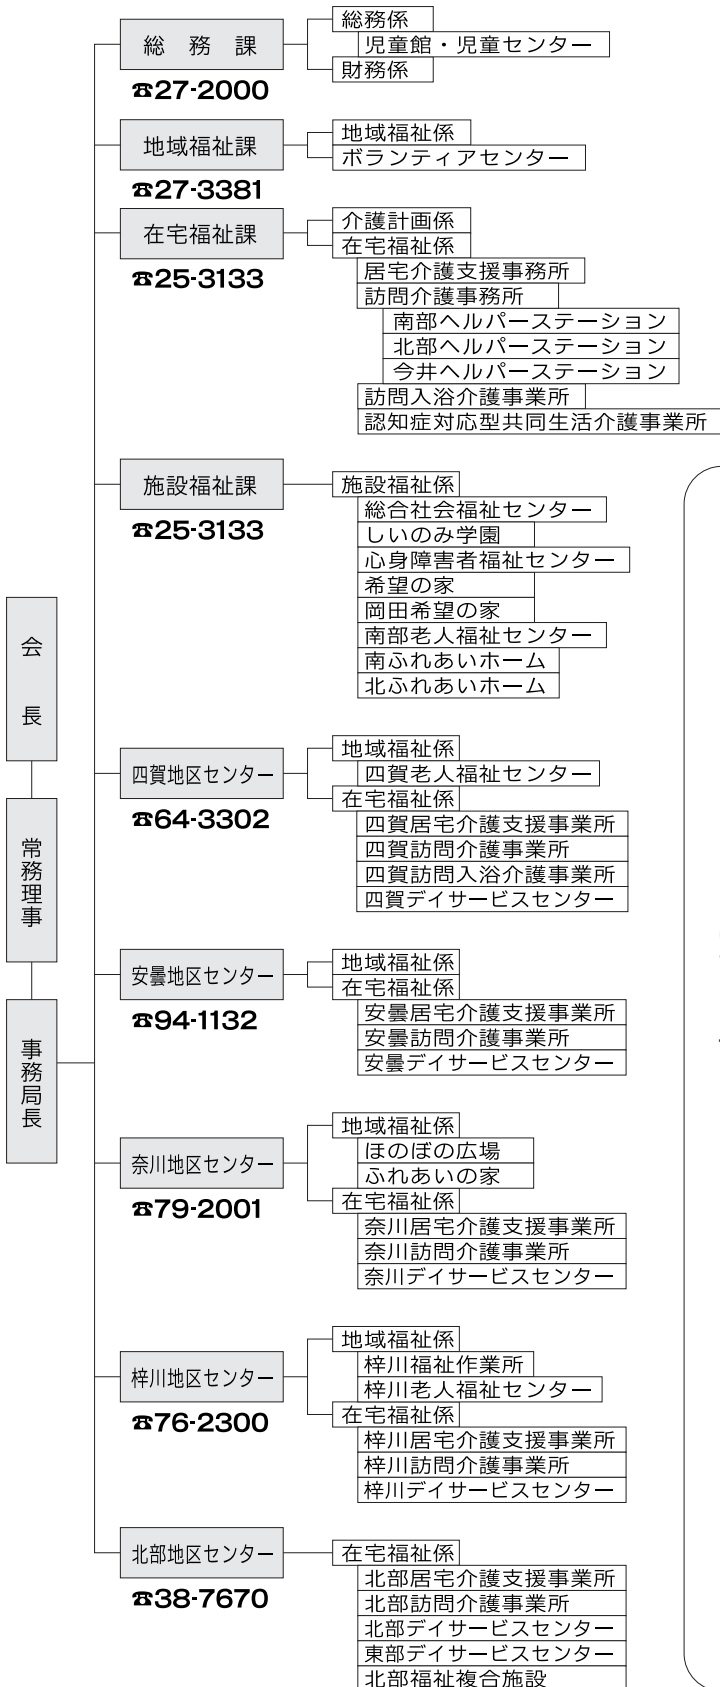 会長
常務理事
事務局長
総務課
☎27-2000
総務係
児童館・児童センター
財務係
地域福祉課
☎27-3381
地域福祉係
ボランティアセンター
在宅福祉課
☎25-3133
介護計画係
在宅福祉係
居宅介護支援事務所
訪問介護事務所
南部ヘルパーステーション
北部ヘルパーステーション
今井ヘルパーステーション
訪問入浴介護事業所
認知症対応型共同生活介護事業所
施設福祉課
☎25-3133
施設福祉係
総合社会福祉センター
しいのみ学園
心身障害者福祉センター
希望の家
岡田希望の家
南部老人福祉センター
南ふれあいホーム
北ふれあいホーム
四賀地区センター
☎64-3302
地域福祉係
四賀老人福祉センター
在宅福祉係
四賀居宅介護支援事業所
四賀訪問介護事業所
四賀訪問入浴介護事業所
四賀デイサービスセンター
安曇地区センター
☎94-1132
地域福祉係
在宅福祉係
安曇居宅介護支援事業所
安曇訪問介護事業所
安曇デイサービスセンター
奈川地区センター
☎79-2001
地域福祉係
ほのぼの広場
ふれあいの家
在宅福祉係
奈川居宅介護支援事業所
奈川訪問介護事業所
奈川デイサービスセンター
梓川地区センター
☎76-2300
地域福祉係
梓川福祉作業所
梓川老人福祉センター
在宅福祉係
梓川居宅介護支援事業所
梓川訪問介護事業所
梓川デイサービスセンター
北部地区センター
☎38-7670
在宅福祉係
北部居宅介護支援事業所
北部訪問介護事業所
北部デイサービスセンター
東部デイサービスセンター
北部福祉複合施設